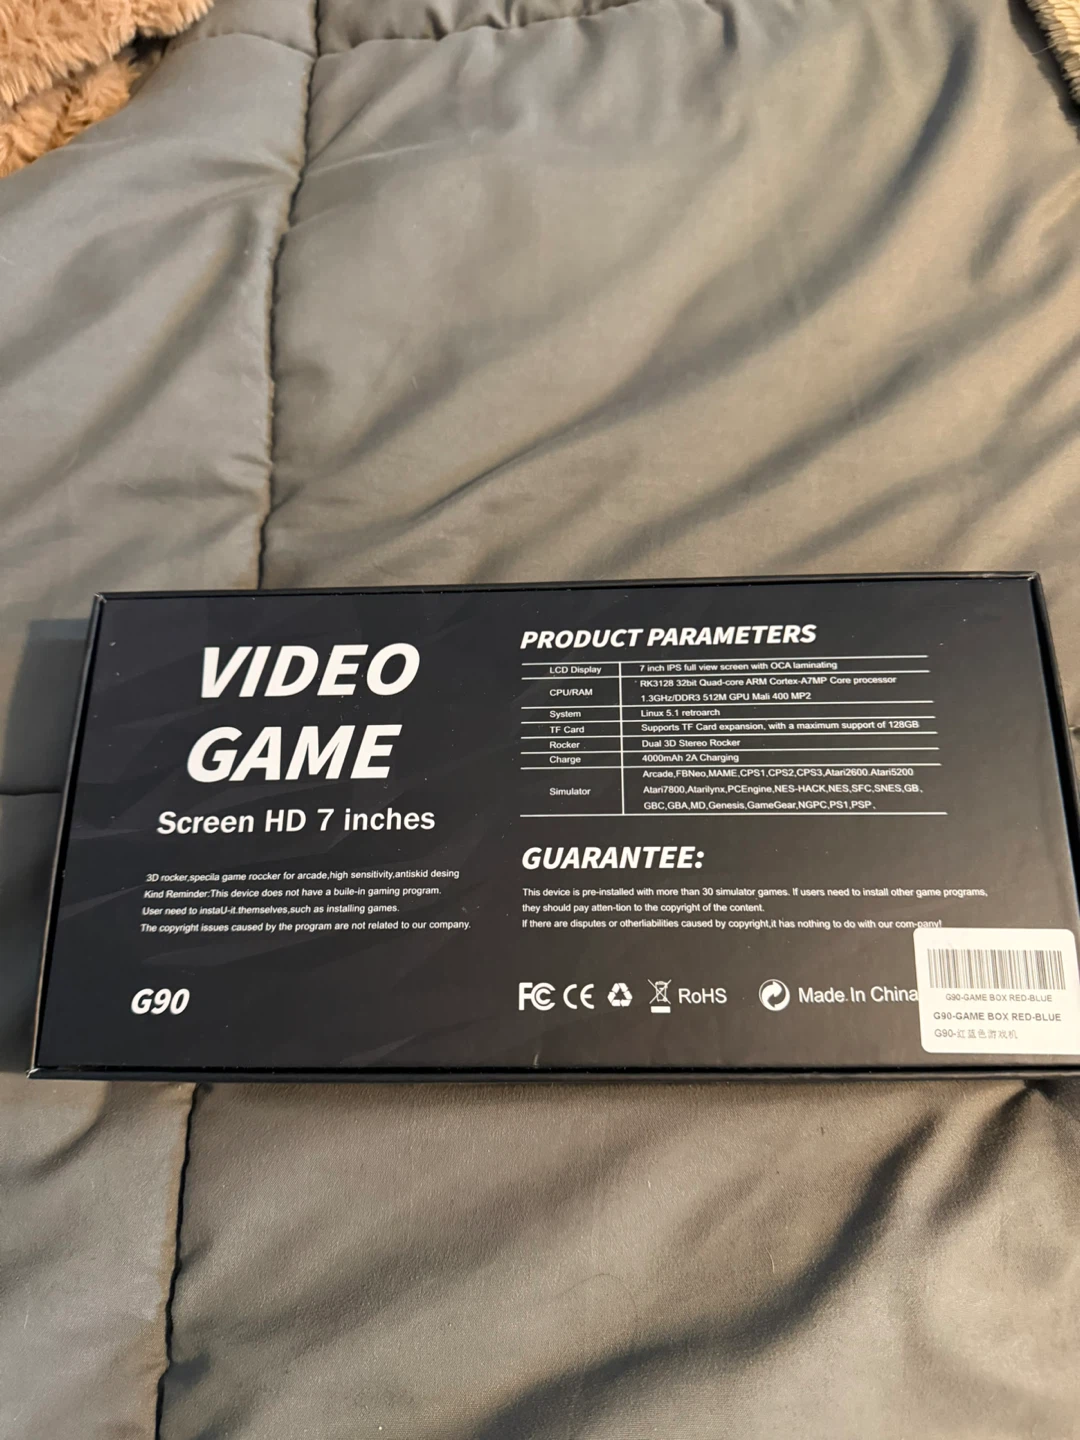 VIDEO
GAME
Screen HD 7 inches
3D rocker,specila game roccker for arcade,high sensitivity,antiskid desing
Kind Reminder:This device does not have a buile-in gaming program.
User need to instaU-it.themselves,such as installing games.
The copyright issues caused by the program are not related to our company.
G90
PRODUCT PARAMETERS
LCD Display 7 inch IPS full view screen with OCA laminating
CPU/RAM RK3128 32bit Quad-core ARM Cortex-A7MP Core processor
1.3GHz/DDR3 512M GPU Mali 400 MP2
System Linux 5.1 retroarch
TF Card Supports TF Card expansion, with a maximum support of 128GB
Rocker Dual 3D Stereo Rocker
Charge 4000mAh 2A Charging
Simulator Arcade,FBNeo,MAME,CPS1,CPS2,CPS3,Atari2600.Atari5200
Atari7800,Atarilynx,PCEngine,NES-HACK,NES,SFC,SNES,GB、
GBC,GBA,MD,Genesis,GameGear,NGPC,PS1,PSP、
GUARANTEE:
This device is pre-installed with more than 30 simulator games. If users need to install other game programs,
they should pay atten-tion to the copyright of the content.
If there are disputes or otherliabilities caused by copyright,it has nothing to do with our com-pany!
FC CE RoHS Made In China
G90-GAME BOX RED-BLUE
G90-GAME BOX RED-BLUE
G90-红蓝色游戏机